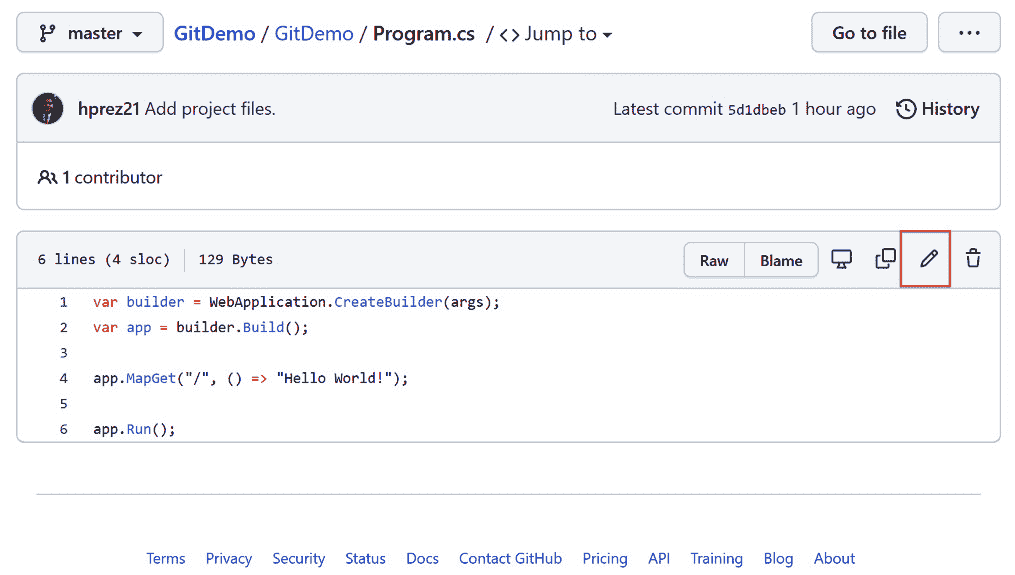 master GitDemo / GitDemo / Program.cs / <> Jump to Go to file ...
hprez21 Add project files. Latest commit 5d1dbeb 1 hour ago History
1 contributor
6 lines (4 sloc) 129 Bytes Raw Blame
1 var builder = WebApplication.CreateBuilder(args);
2 var app = builder.Build();
3
4 app.MapGet("/", () => "Hello World!");
5
6 app.Run();
Terms Privacy Security Status Docs Contact GitHub Pricing API Training Blog About